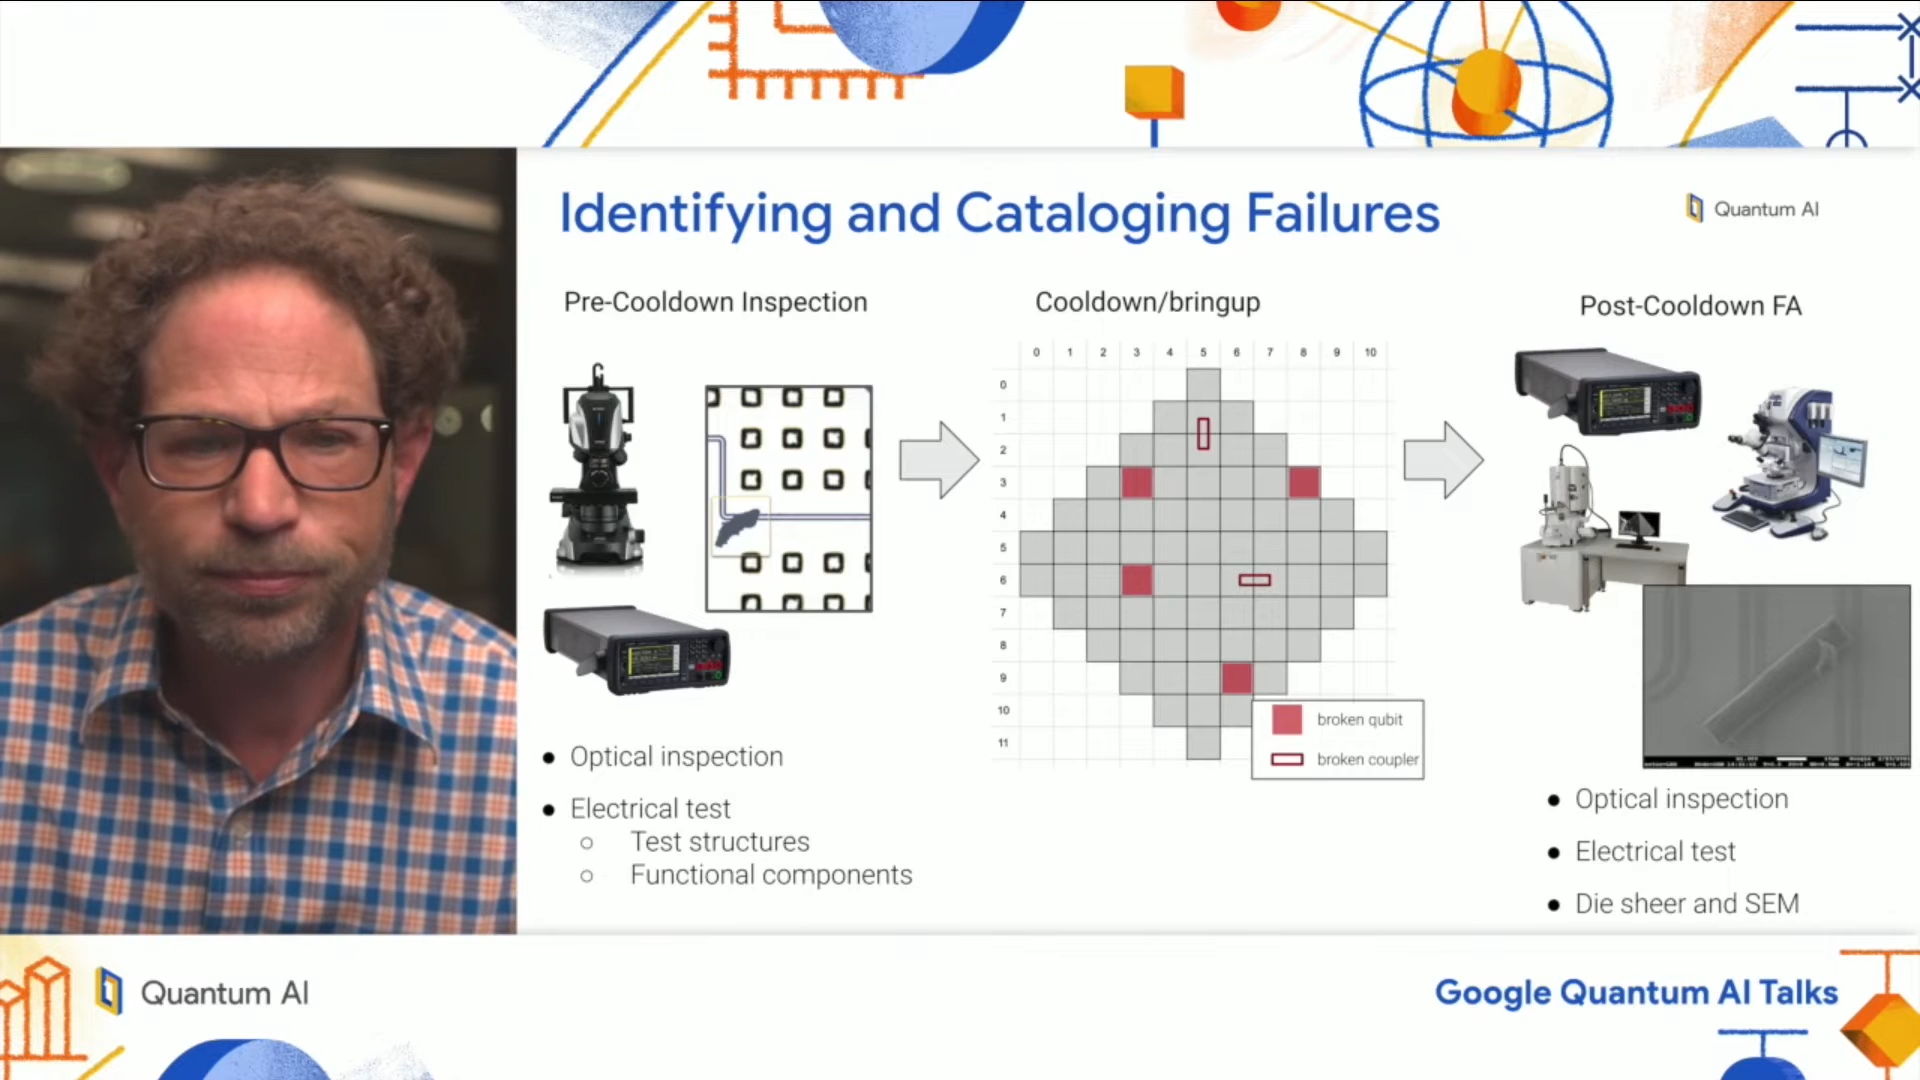 Identifying and Cataloging Failures
Quantum AI
Pre-Cooldown Inspection
Cooldown/bringup
Post-Cooldown FA
0 1 2 3 4 5 6 7 8 9 10
0
1
2
3
4
5
6
7
8
9
10
11
broken qubit
broken coupler
Optical inspection
Electrical test
Test structures
Functional components
Optical inspection
Electrical test
Die sheer and SEM
Quantum AI
Google Quantum AI Talks